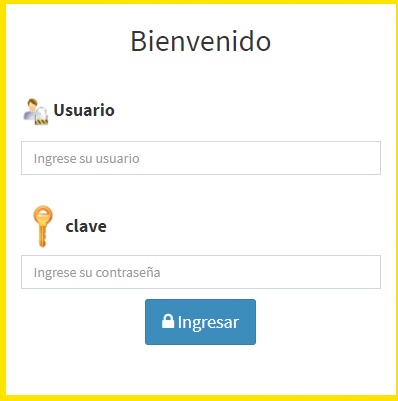 Bienvenido
Usuario
Ingrese su usuario
clave
Ingrese su contraseña
Ingresar